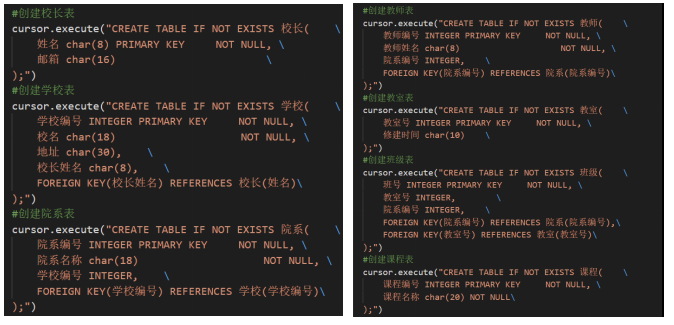 #创建校长表
cursor.execute("CREATE TABLE IF NOT EXISTS 校长( \
姓名 char(8) PRIMARY KEY NOT NULL, \
邮箱 char(16) \
);")
#创建学校表
cursor.execute("CREATE TABLE IF NOT EXISTS 学校( \
学校编号 INTEGER PRIMARY KEY NOT NULL, \
校名 char(18) NOT NULL, \
地址 char(30), \
校长姓名 char(8), \
FOREIGN KEY(校长姓名) REFERENCES 校长(姓名)\
);")
#创建院系表
cursor.execute("CREATE TABLE IF NOT EXISTS 院系( \
院系编号 INTEGER PRIMARY KEY NOT NULL, \
院系名称 char(18) NOT NULL, \
学校编号 INTEGER, \
FOREIGN KEY(学校编号) REFERENCES 学校(学校编号)\
);")
#创建教师表
cursor.execute("CREATE TABLE IF NOT EXISTS 教师( \
教师编号 INTEGER PRIMARY KEY NOT NULL, \
教师姓名 char(8) NOT NULL, \
院系编号 INTEGER, \
FOREIGN KEY(院系编号) REFERENCES 院系(院系编号)\
);")
#创建教室表
cursor.execute("CREATE TABLE IF NOT EXISTS 教室( \
教室号 INTEGER PRIMARY KEY NOT NULL, \
修建时间 char(10) \
);")
#创建班级表
cursor.execute("CREATE TABLE IF NOT EXISTS 班级( \
班号 INTEGER PRIMARY KEY NOT NULL, \
教室号 INTEGER, \
院系编号 INTEGER, \
FOREIGN KEY(院系编号) REFERENCES 院系(院系编号),\
FOREIGN KEY(教室号) REFERENCES 教室(教室号)\
);")
#创建课程表
cursor.execute("CREATE TABLE IF NOT EXISTS 课程( \
课程编号 INTEGER PRIMARY KEY NOT NULL, \
课程名称 char(20) NOT NULL\
);")